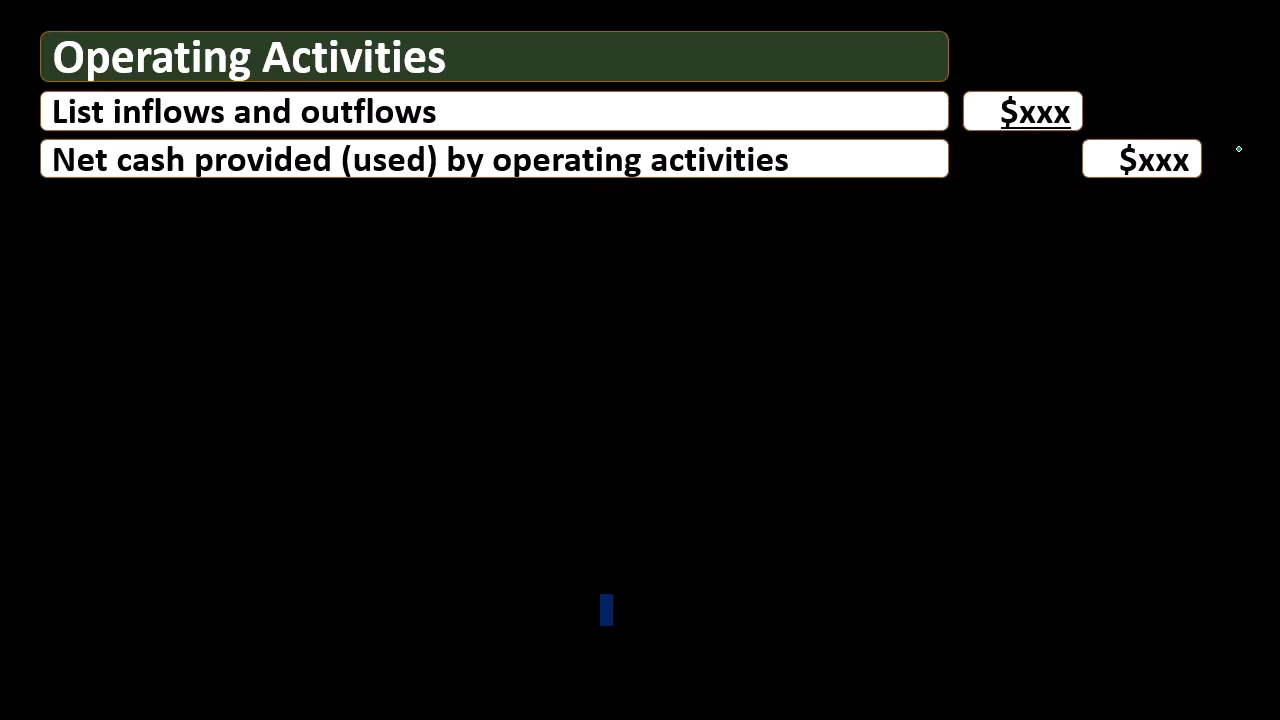 Operating Activities
List inflows and outflows $xxx
Net cash provided (used) by operating activities $xxx